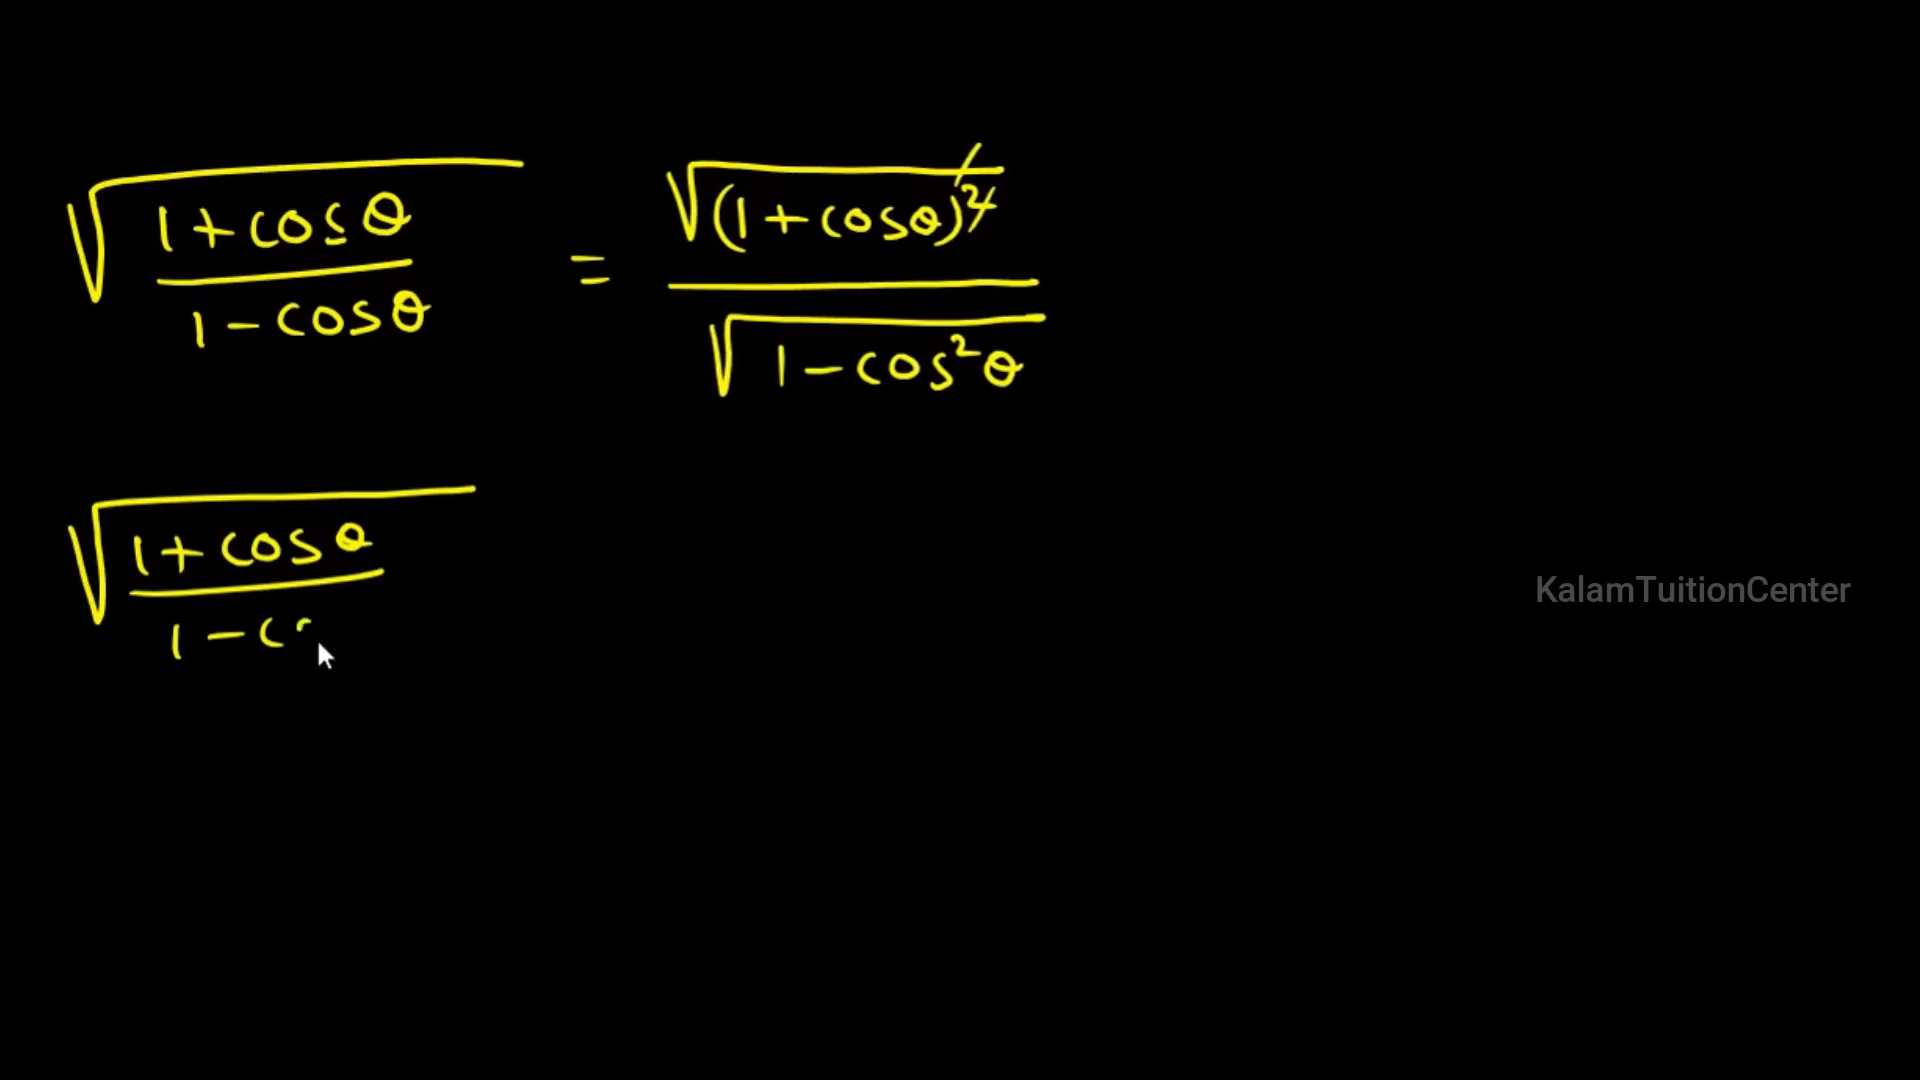 √((1+cosθ)/(1-cosθ)) = √((1+cosθ)²)/√(1-cos²θ)
√((1+cosθ)/(1-c
KalamTuitionCenter